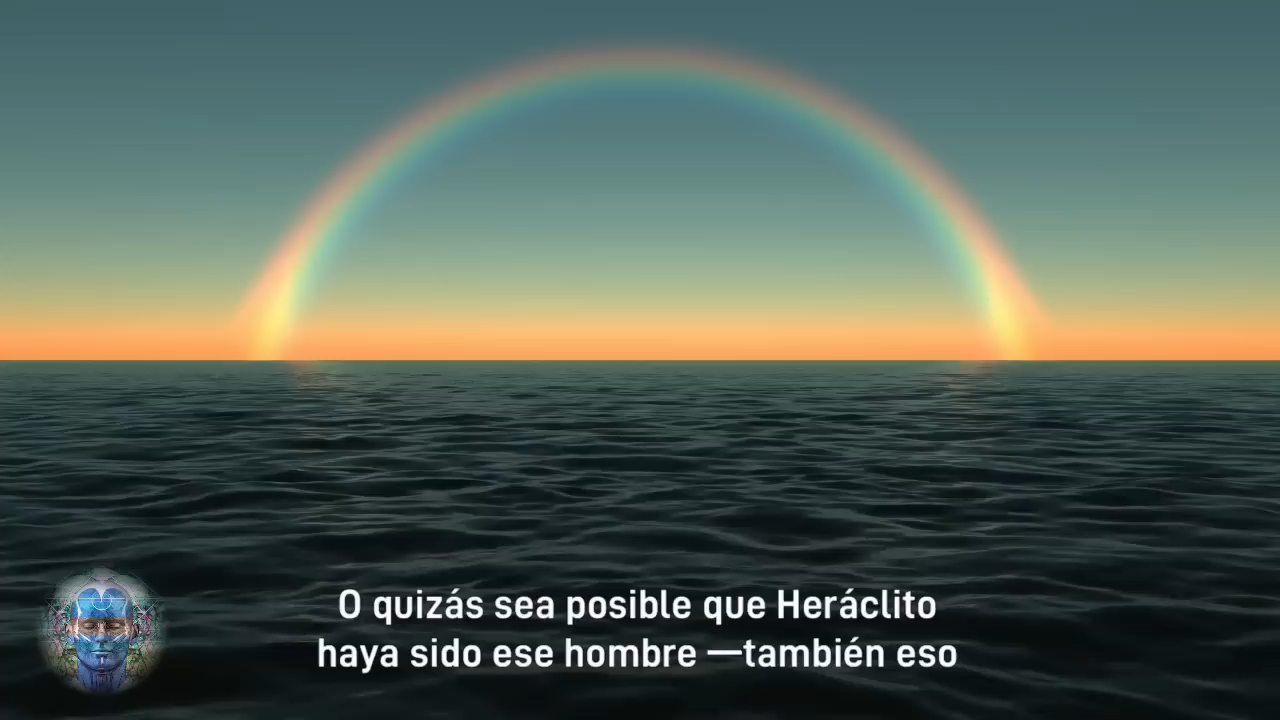 O quizás sea posible que Heráclito
haya sido ese hombre —también eso